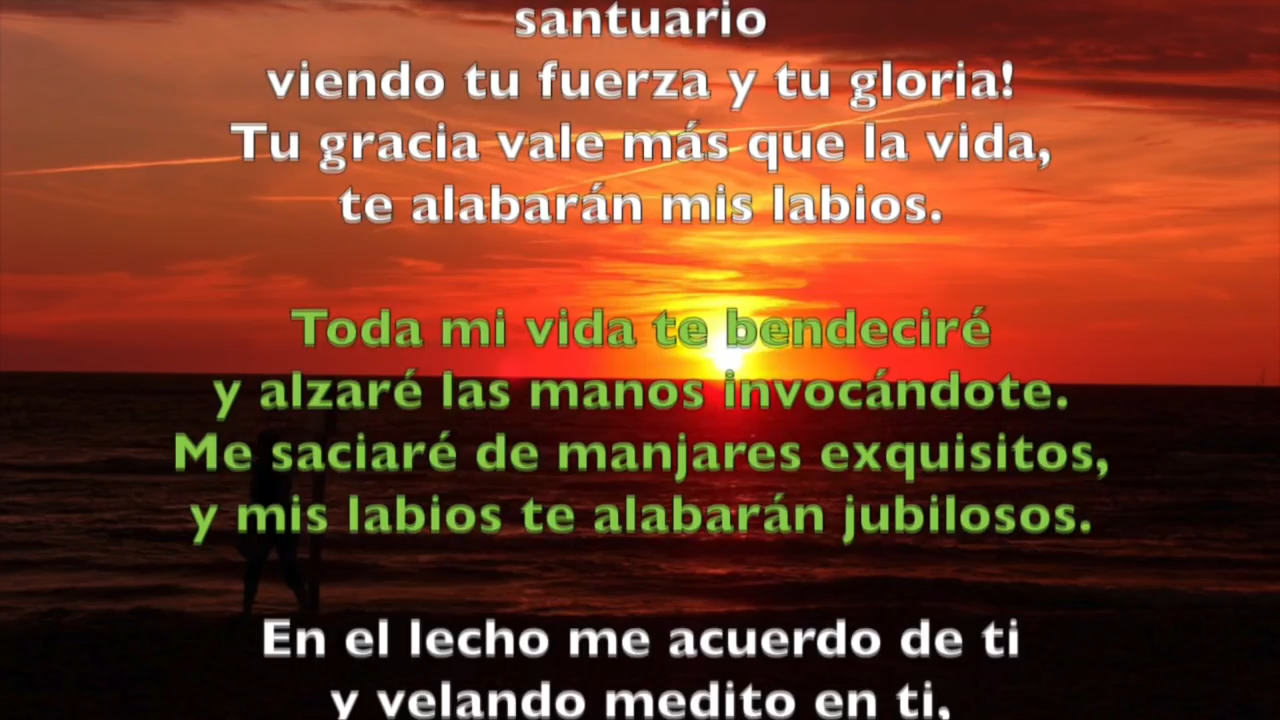 santuario
viendo tu fuerza y tu gloria!
Tu gracia vale más que la vida,
te alabarán mis labios.
Toda mi vida te bendeciré
y alzaré las manos invocándote.
Me saciaré de manjares exquisitos,
y mis labios te alabarán jubilosos.
En el lecho me acuerdo de ti
y velando medito en ti,